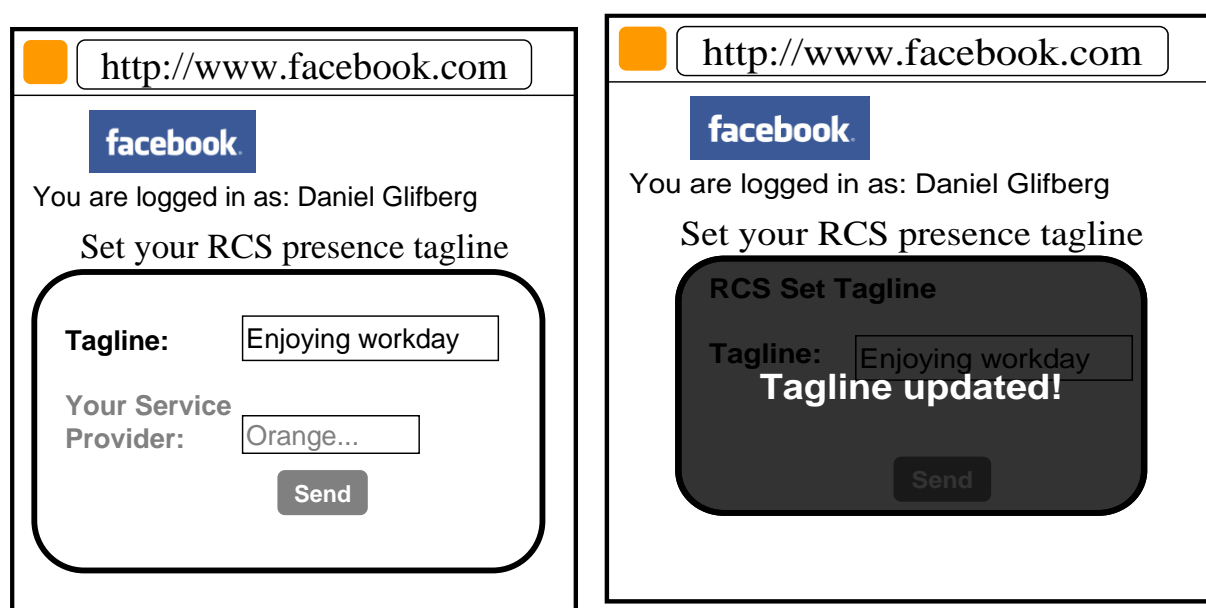 http://www.facebook.com
facebook.
You are logged in as: Daniel Glifberg
Set your RCS presence tagline
Tagline: Enjoying workday
Your Service
Provider: Orange...
Send
http://www.facebook.com
facebook.
You are logged in as: Daniel Glifberg
Set your RCS presence tagline
RCS Set Tagline
Tagline: Enjoying workday
Tagline updated!
Send